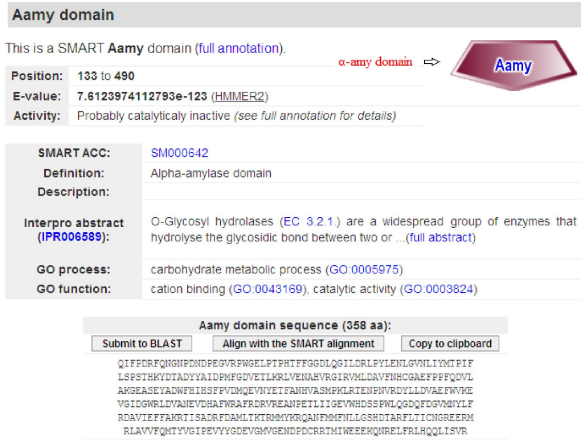 Aamy domain
This is a SMART Aamy domain (full annotation).
α-amy domain ⇨ Aamy
Position: 133 to 490
E-value: 7.6123974112793e-123 (HMMER2)
Activity: Probably catalyticaly inactive (see full annotation for details)
SMART ACC: SM000642
Definition: Alpha-amylase domain
Description:
Interpro abstract (IPR006589): O-Glycosyl hydrolases (EC 3.2.1.) are a widespread group of enzymes that
hydrolyse the glycosidic bond between two or ...(full abstract)
GO process: carbohydrate metabolic process (GO:0005975)
GO function: cation binding (GO:0043169), catalytic activity (GO:0003824)
Aamy domain sequence (358 aa):
Submit to BLAST Align with the SMART alignment Copy to clipboard
QIFPDRFQNGNPDNDPEGVRPWGELPTPHTFFGGDLQGILDRLPYLENLGVNLIYMTPIF
LSPSTHKYDTADYYAIDPMFGDVETLKRLVENAHVRGIRVMLDAVFNHCGAEFPPFQDVL
AKGEASEYADWFHIHSFPVDMQEVNYETFANHVASMPKLRTENPNVRDYLLDVAEFWVKE
VGIDGWRLDVANEVDHAFWRAFRDRVREANPETLIIGEVWHDSSPWLQGDQFDGVMNYLF
RDAVIEFFAKRTISADRFDAMLTKTRMMYKRQANFMMFNLLGSHDTARFLTICNGREERM
RLAVVFQMTYVGIPEVYYGDEVGMVGENDPDCRRTMIWEEEKQNRELFRLHQQLISVR